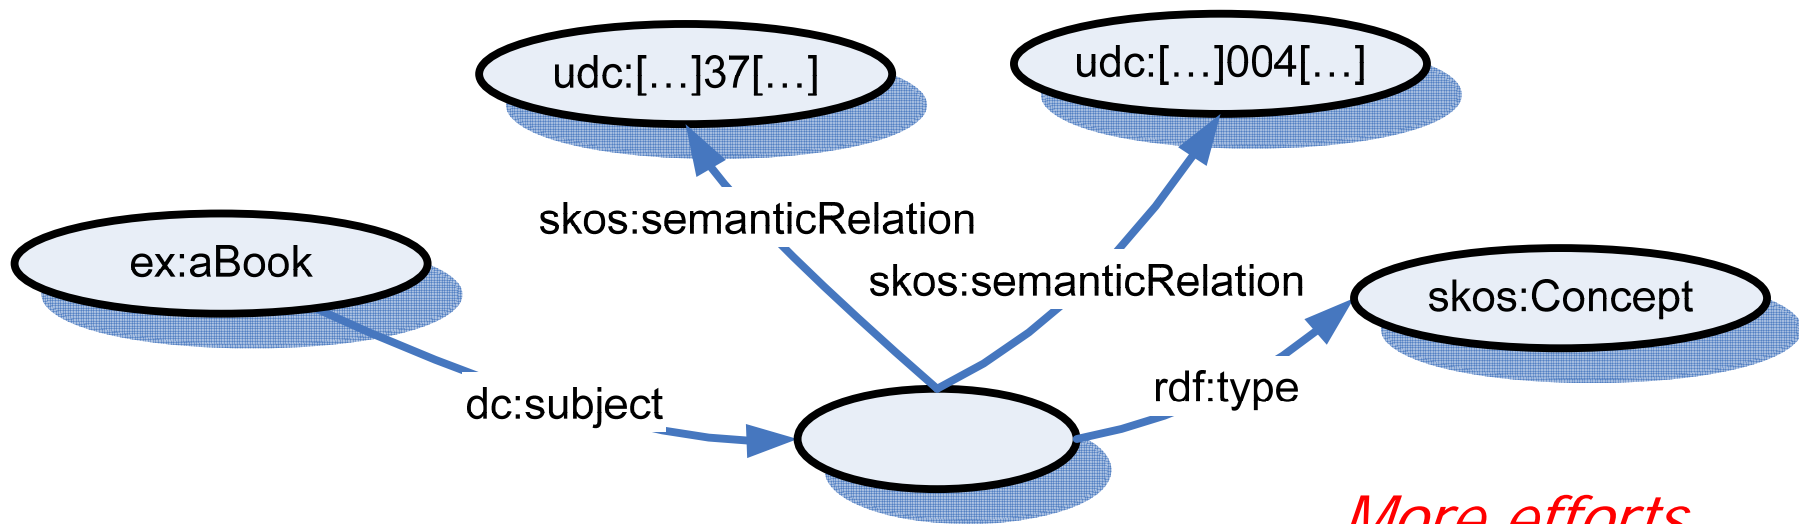 udc:[…]37[…]
udc:[…]004[…]
skos:semanticRelation
ex:aBook
skos:semanticRelation
skos:Concept
dc:subject
rdf:type
More efforts